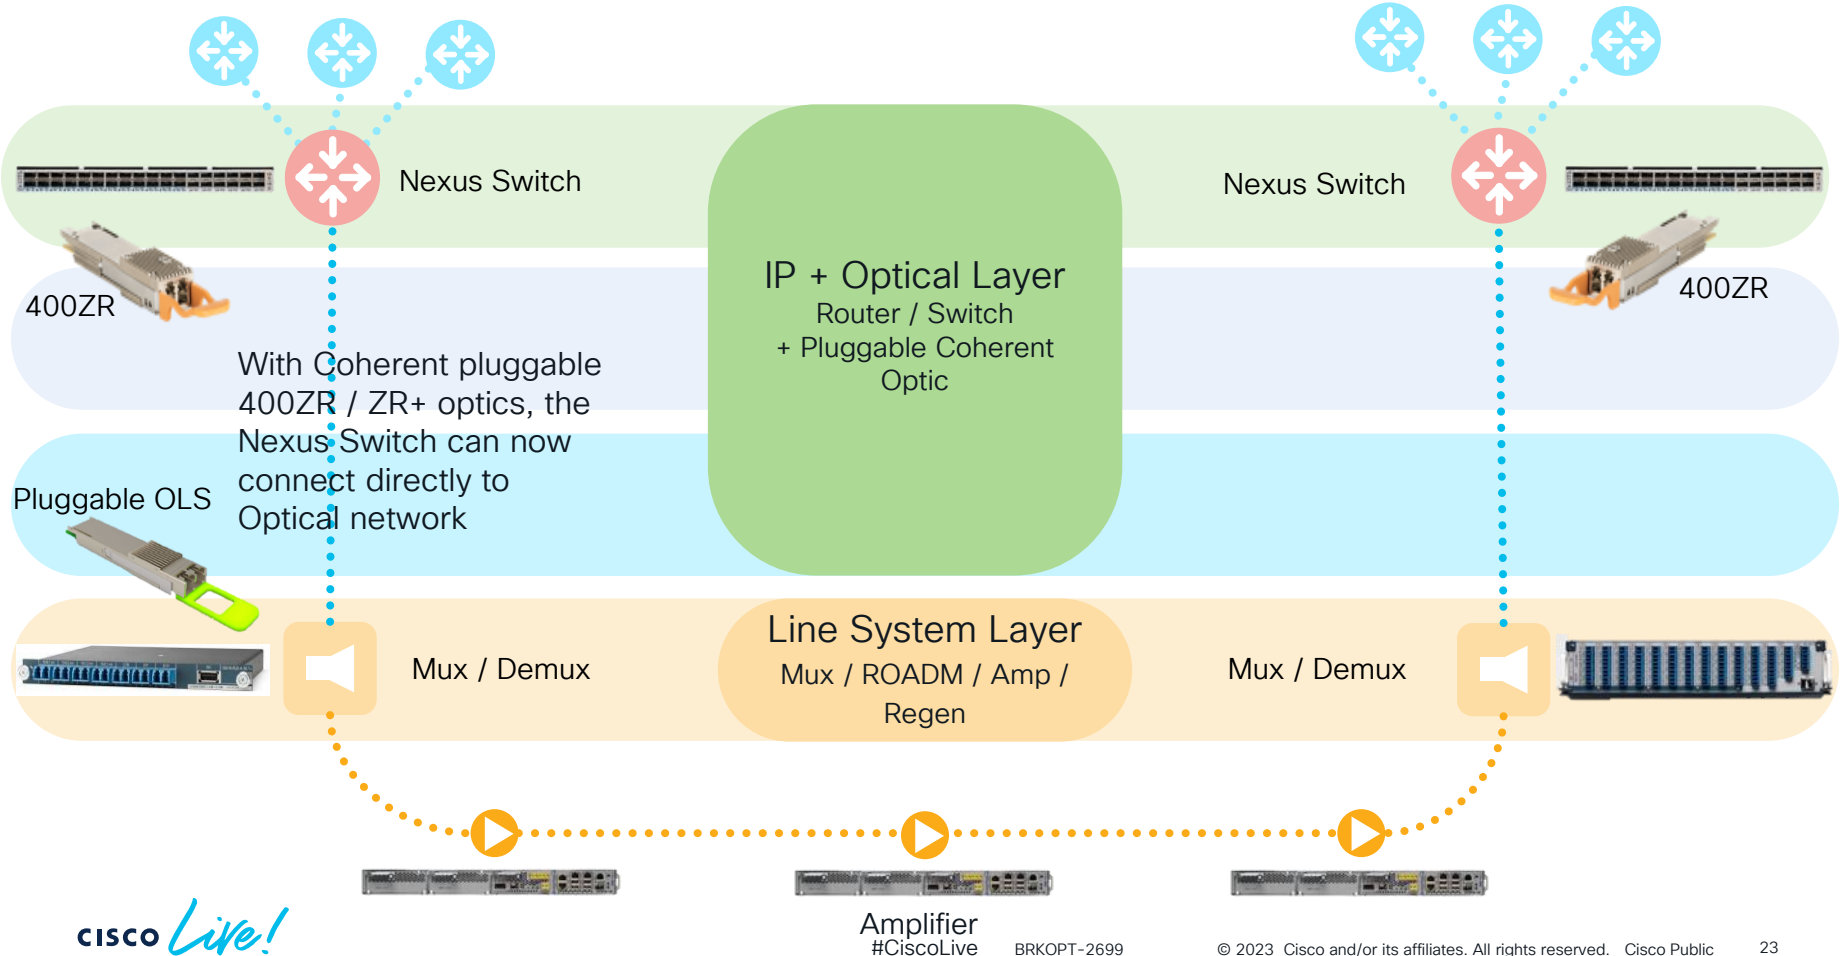 Nexus Switch
Nexus Switch
400ZR
400ZR
IP + Optical Layer
Router / Switch
+ Pluggable Coherent
Optic
With Coherent pluggable
400ZR / ZR+ optics, the
Nexus Switch can now
connect directly to
Optical network
Pluggable OLS
Line System Layer
Mux / ROADM / Amp /
Regen
Mux / Demux
Mux / Demux
Amplifier
CISCO Live!
#CiscoLive
BRKOPT-2699
© 2023 Cisco and/or its affiliates. All rights reserved. Cisco Public
23